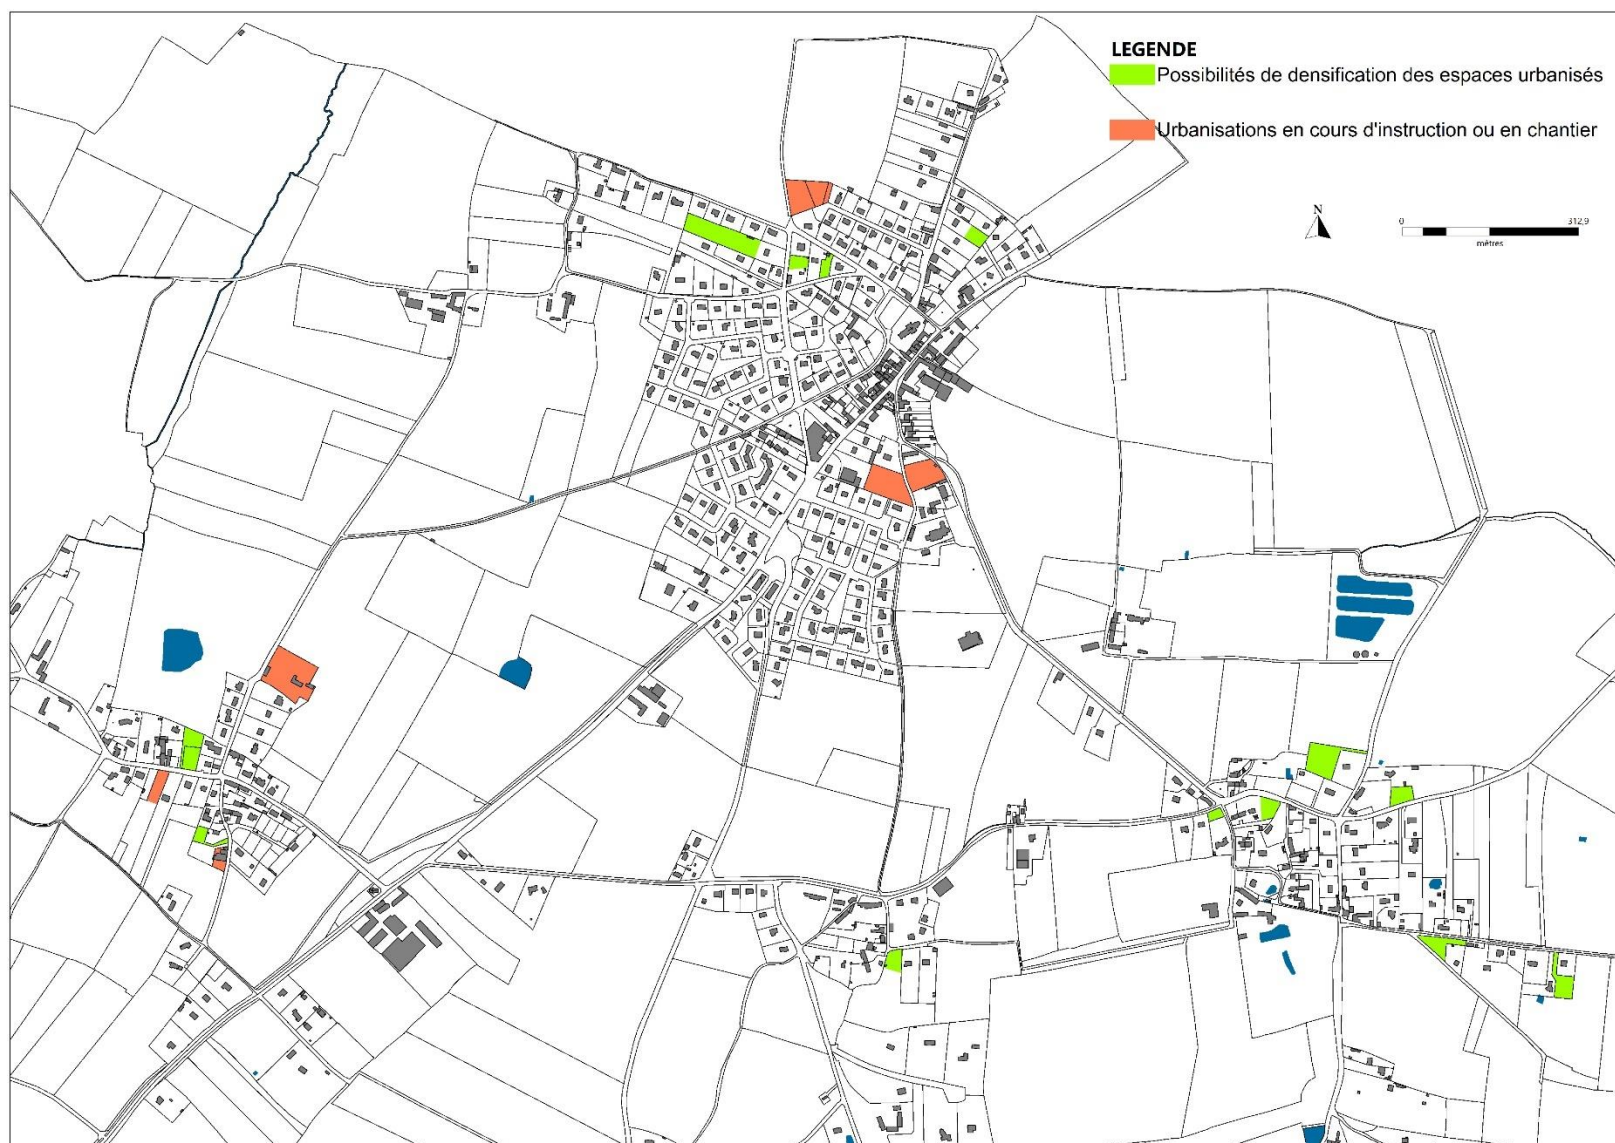 LEGENDE
Possibilités de densification des espaces urbanisés
Urbanisations en cours d'instruction ou en chantier
N
0 312.9
mètres